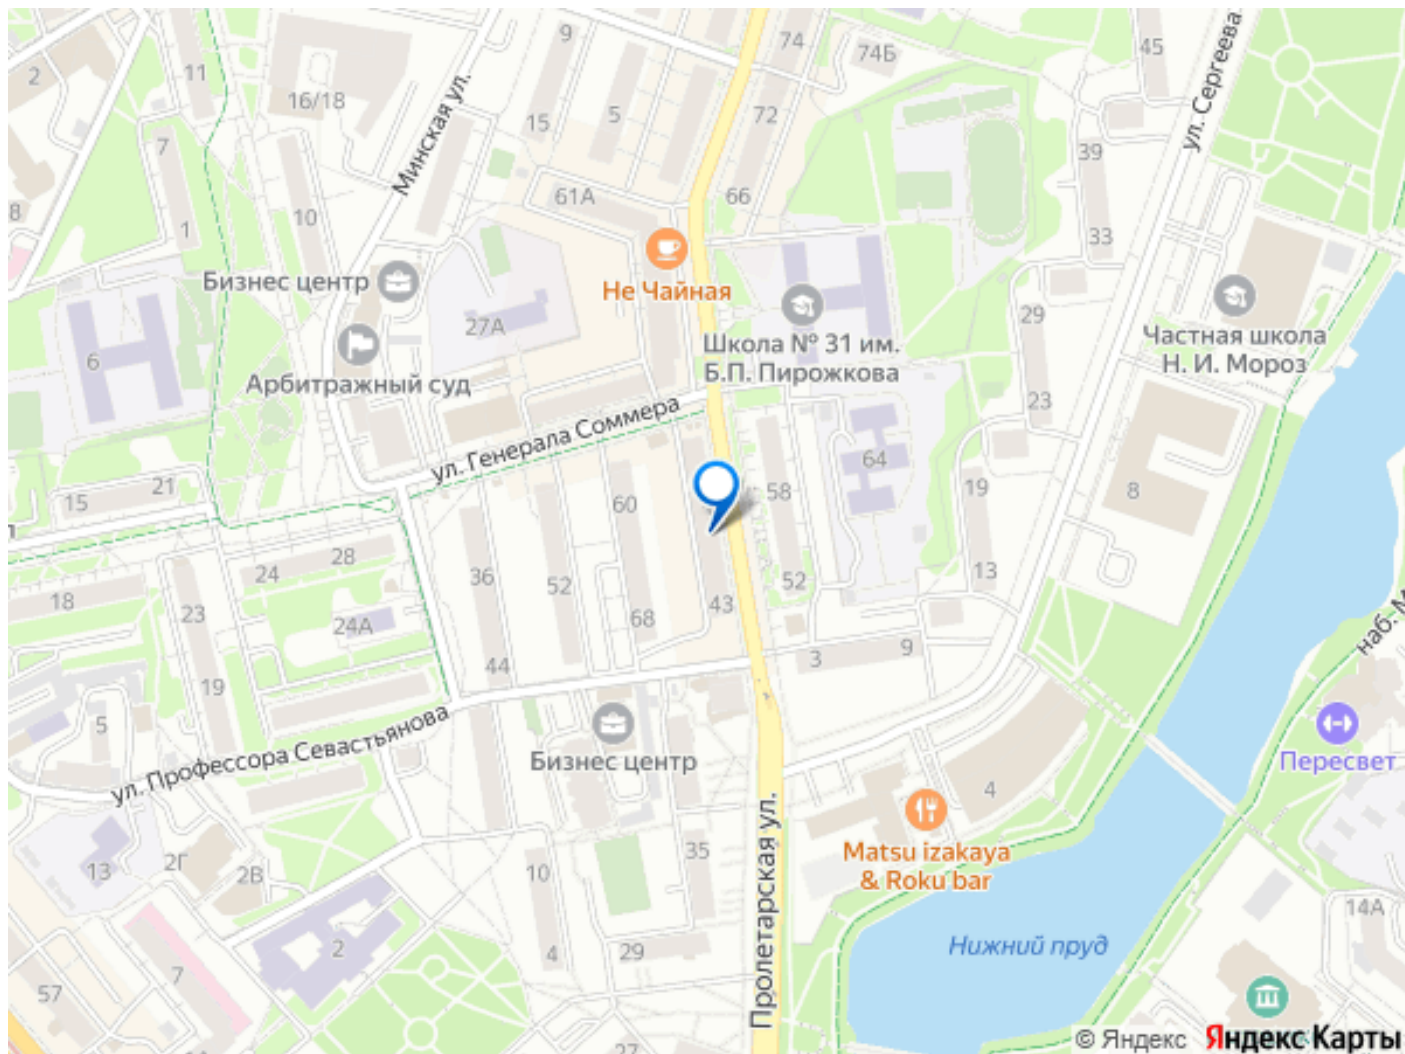 9
74
74Б
45
ул. Сергеева
2
11
16/18
Минская ул.
15
5
72
39
7
8
10
1
61А
66
33
Бизнес центр
Не Чайная
27А
29
6
Арбитражный суд
Школа № 31 им.
Б.П. Пирожкова
Частная школа
Н. И. Мороз
23
ул. Генерала Соммера
64
15
21
60
58
19
8
28
24
36
52
52
13
18
23
24А
68
43
44
3
9
наб. М
19
5
ул. Профессора Севастьянова
Бизнес центр
Пересвет
4
Пролетарская ул.
Matsu izakaya
& Roku bar
13
2Г
2В
10
35
14А
2
4
29
Нижний пруд
7
57
27
© Яндекс Яндекс Карты